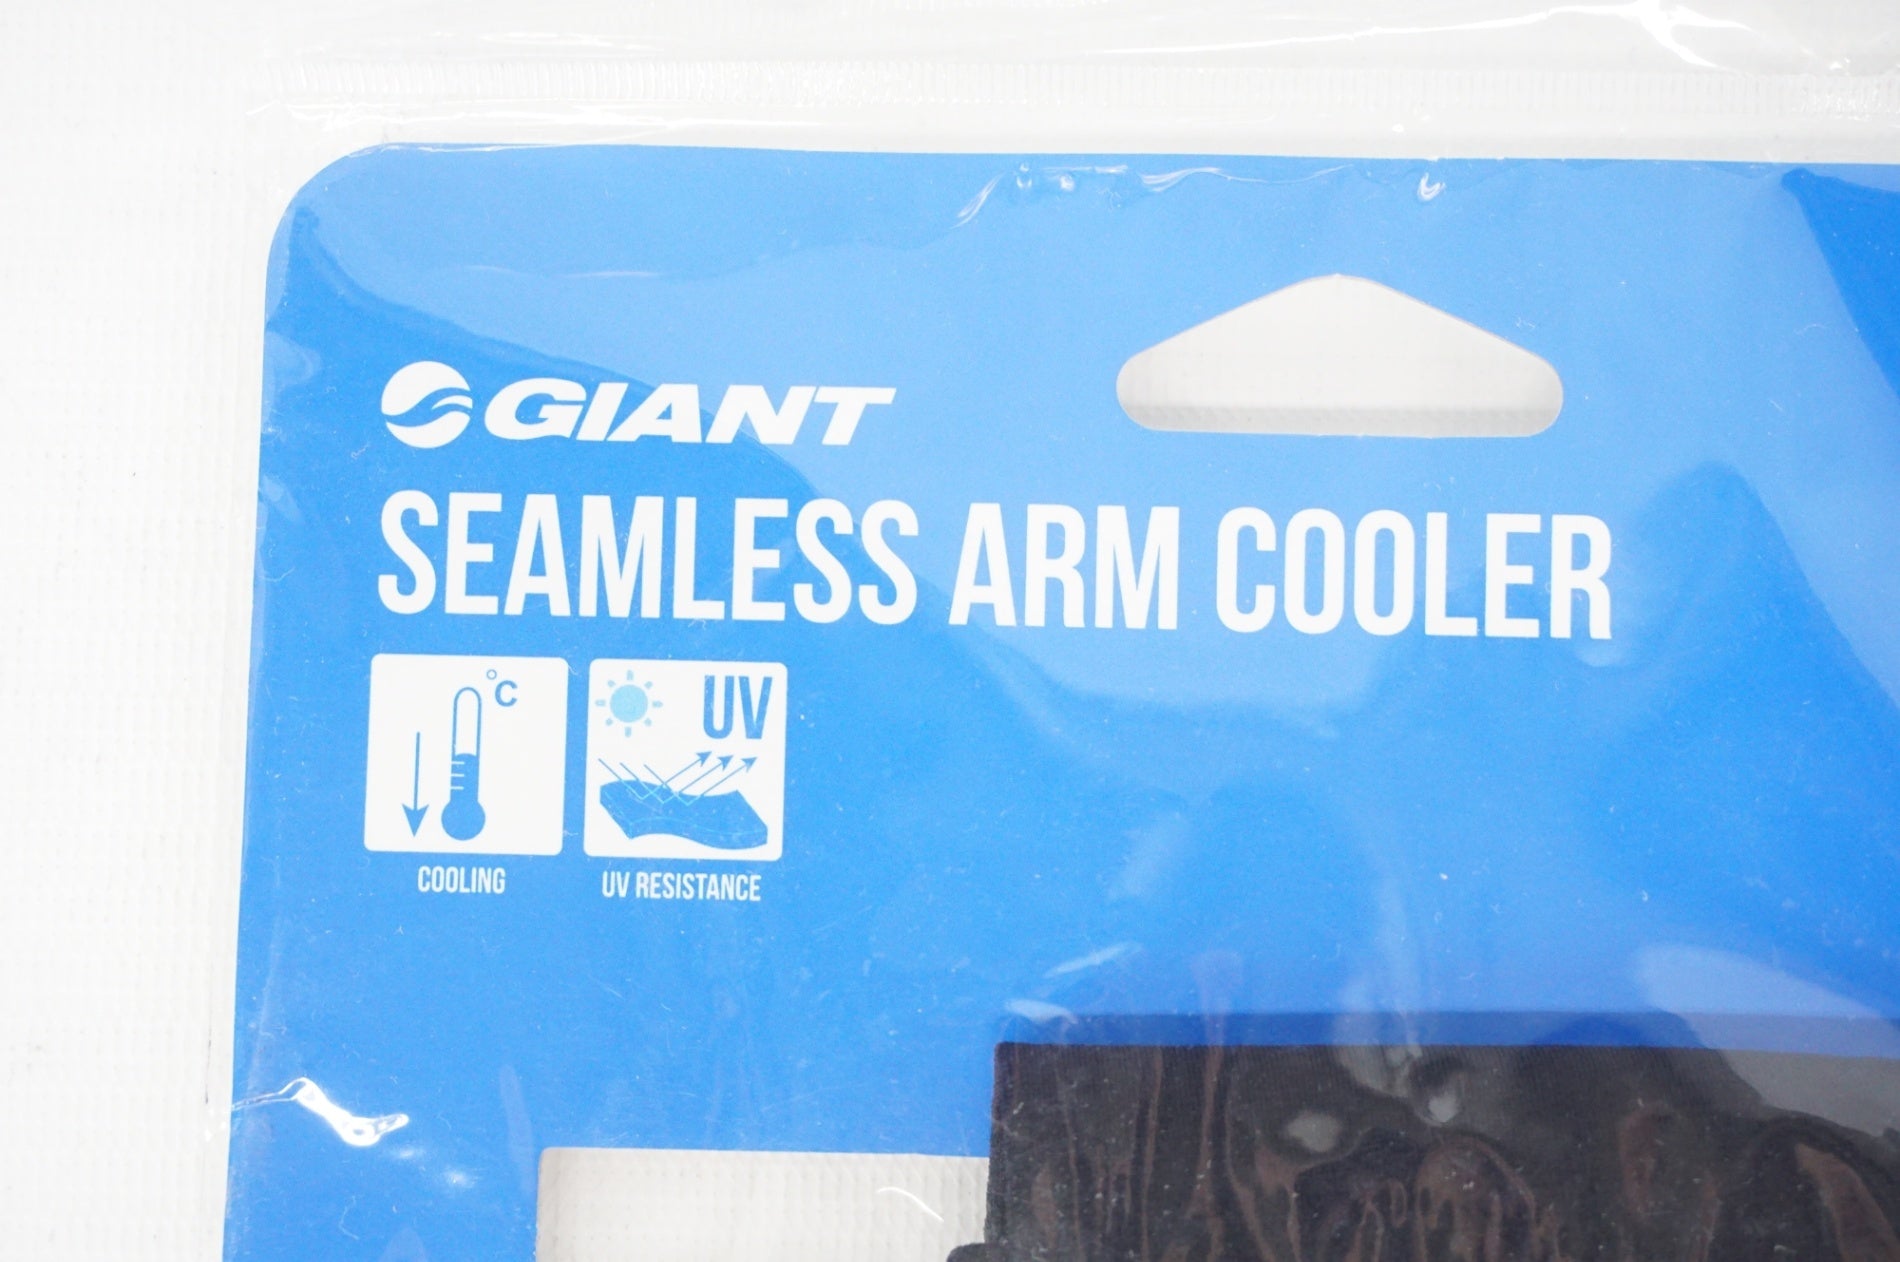 GIANT
SEAMLESS ARM COOLER
°C
UV
COOLING
UV RESISTANCE